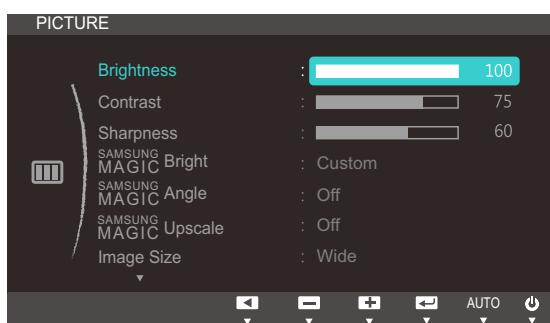 PICTURE
Brightness : 100
Contrast : 75
Sharpness : 60
SAMSUNG MAGIC Bright : Custom
SAMSUNG MAGIC Angle : Off
SAMSUNG MAGIC Upscale : Off
Image Size : Wide
AUTO